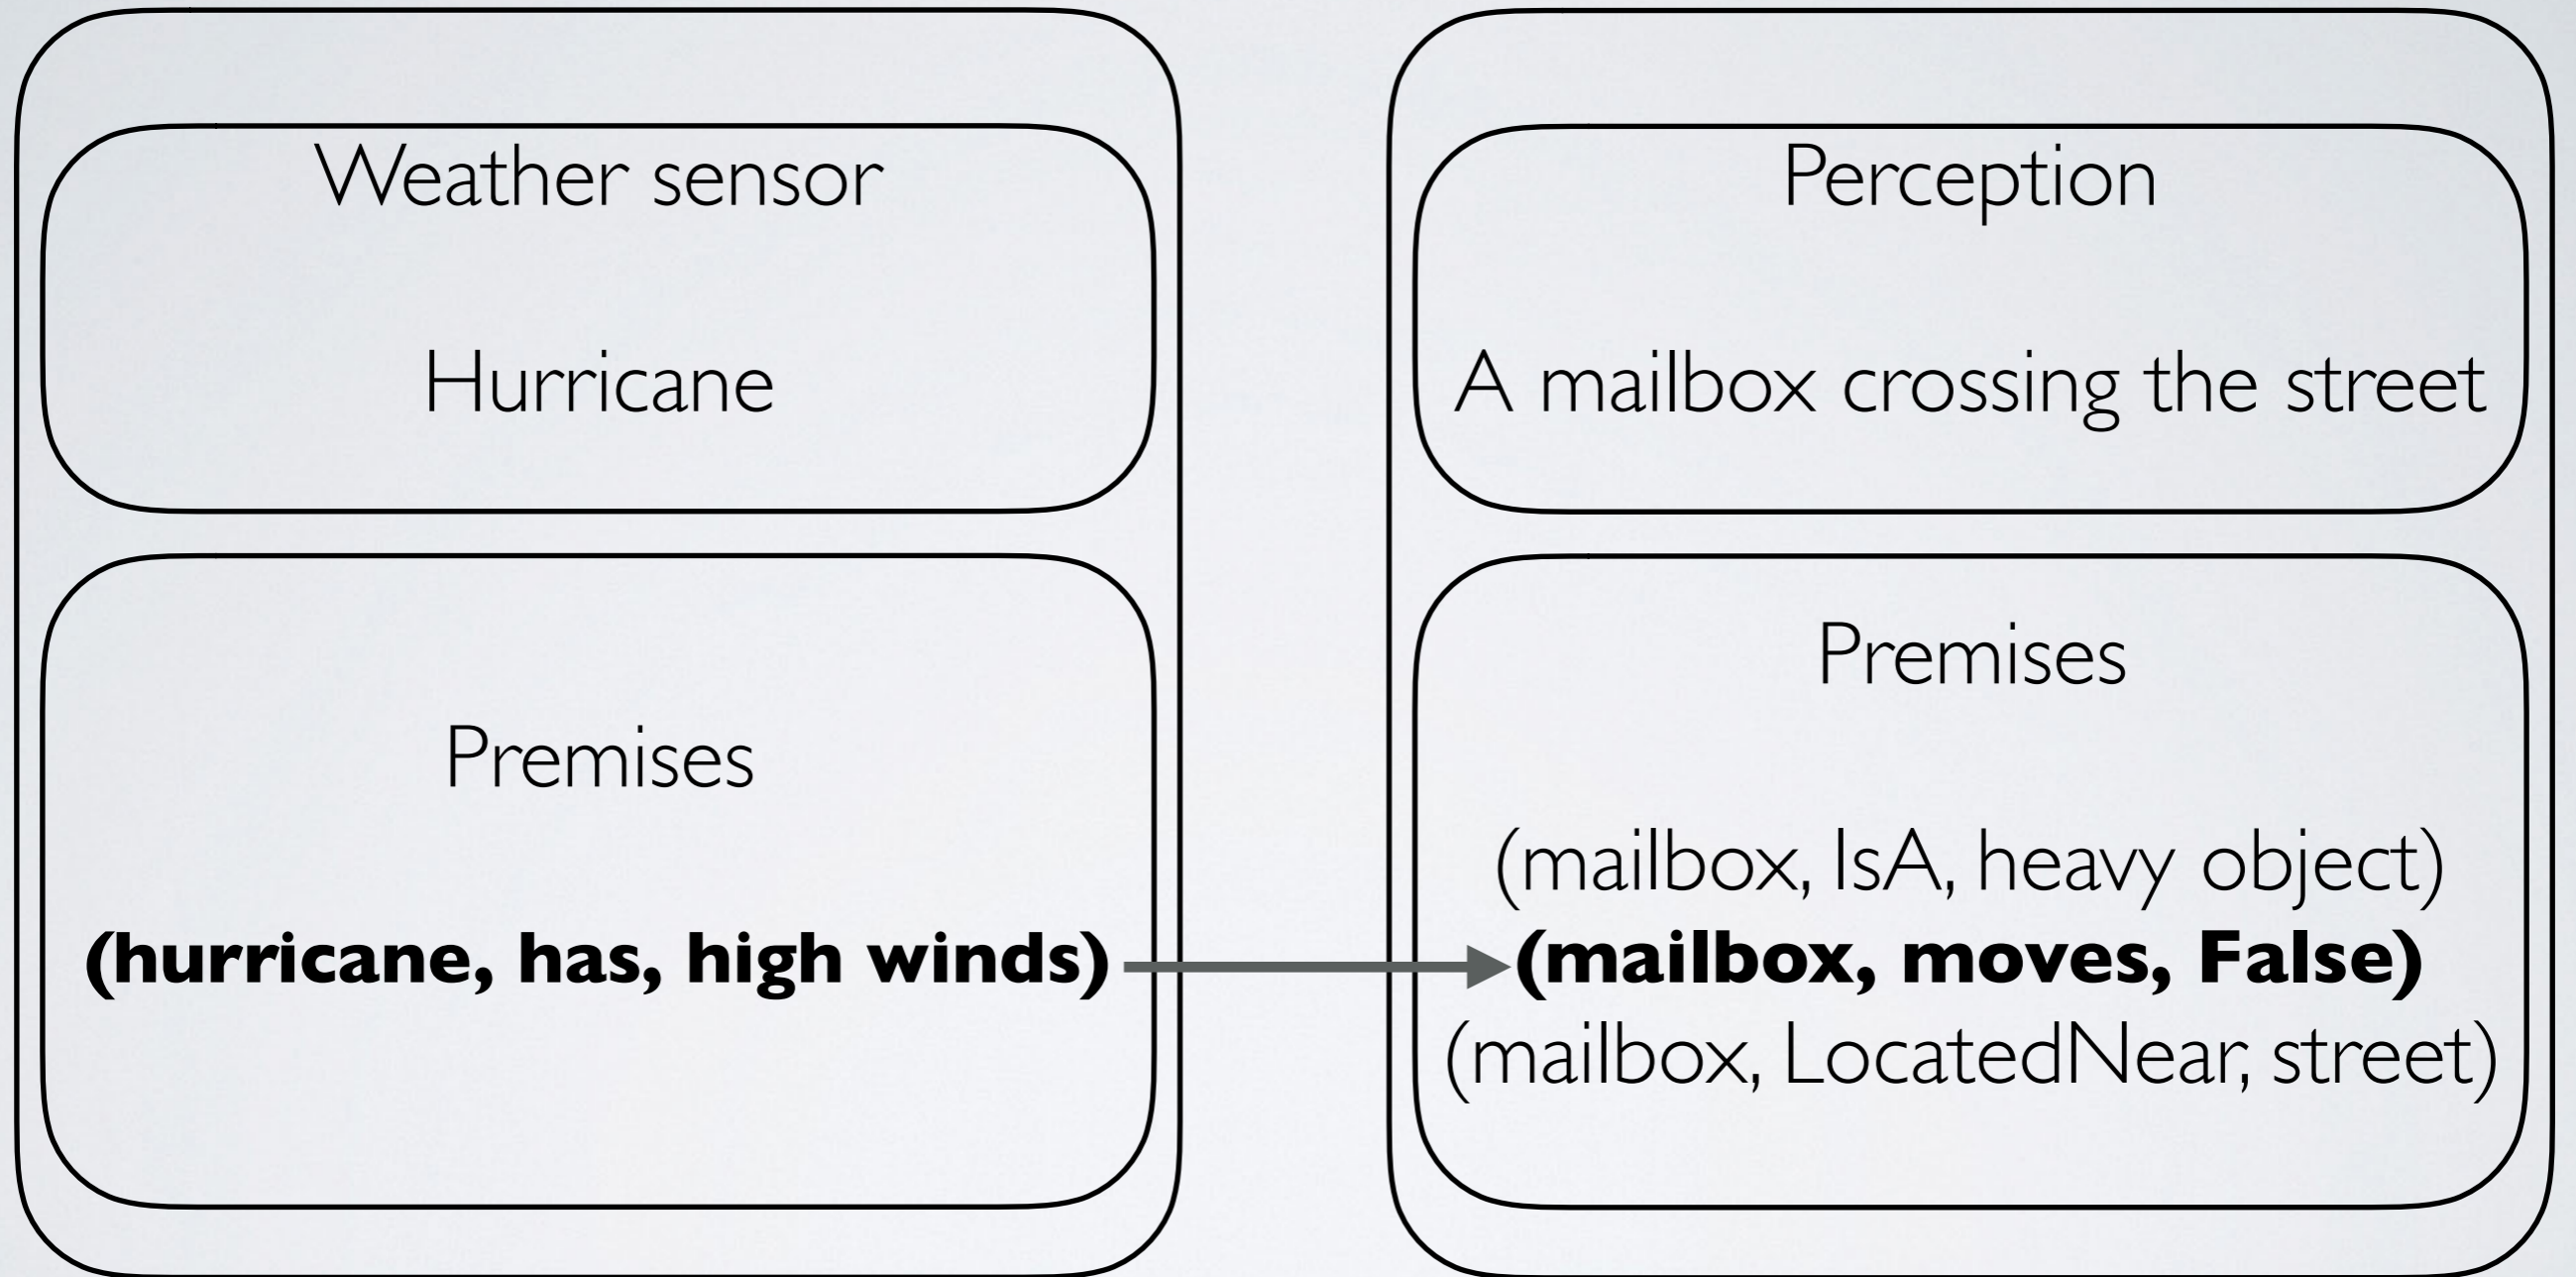 Weather sensor
Hurricane
Premises
(hurricane, has, high winds)
Perception
A mailbox crossing the street
Premises
(mailbox, IsA, heavy object)
(mailbox, moves, False)
(mailbox, LocatedNear, street)